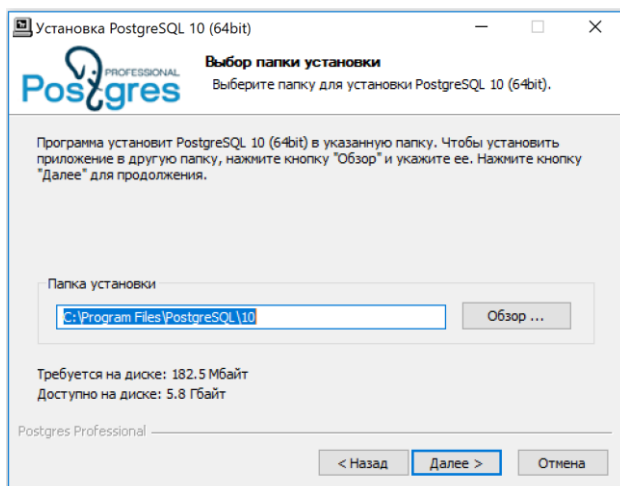 Установка PostgreSQL 10 (64bit)
PROFESSIONAL
Postgres
Выбор папки установки
Выберите папку для установки PostgreSQL 10 (64bit).
Программа установит PostgreSQL 10 (64bit) в указанную папку. Чтобы установить
приложение в другую папку, нажмите кнопку "Обзор" и укажите ее. Нажмите кнопку
"Далее" для продолжения.
Папка установки
C:\Program Files\PostgreSQL\10
Обзор ...
Требуется на диске: 182.5 Мбайт
Доступно на диске: 5.8 Гбайт
Postgres Professional
< Назад
Далее >
Отмена